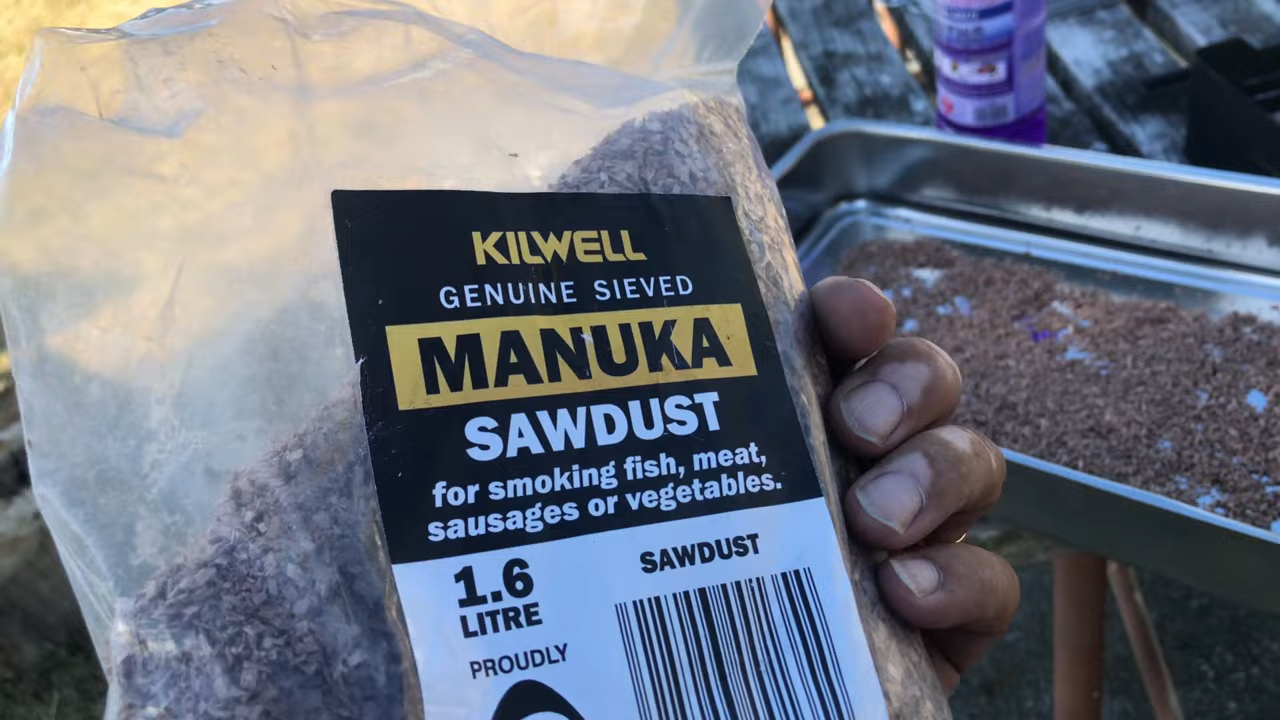 KILWELL
GENUINE SIEVED
MANUKA
SAWDUST
for smoking fish, meat,
sausages or vegetables.
1.6
LITRE
SAWDUST
PROUDLY